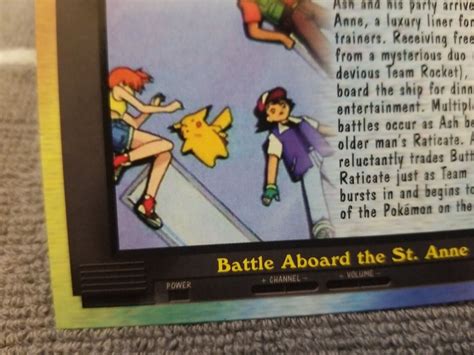 Ash and his party arrive
Anne, a luxury liner for
trainers. Receiving free
from a mysterious duo
devious Team Rocket)
board the ship for dinn
entertainment. Multip
battles occur as Ash be
older man's Raticate. A
reluctantly trades Butt
Raticate just as Team
bursts in and begins to
of the Pokémon on the
Battle Aboard the St. Anne
POWER
- CHANNEL +
- VOLUME +